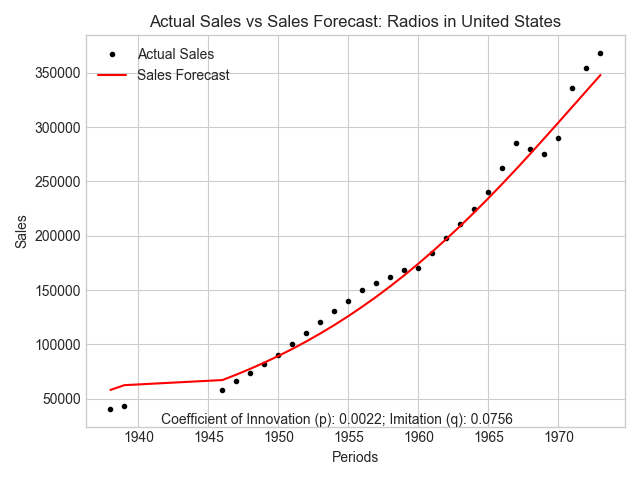 Actual Sales vs Sales Forecast: Radios in United States
Actual Sales
Sales Forecast
350000
300000
250000
200000
150000
100000
50000
Sales
Coefficient of Innovation (p): 0.0022; Imitation (q): 0.0756
1940 1945 1950 1955 1960 1965 1970
Periods